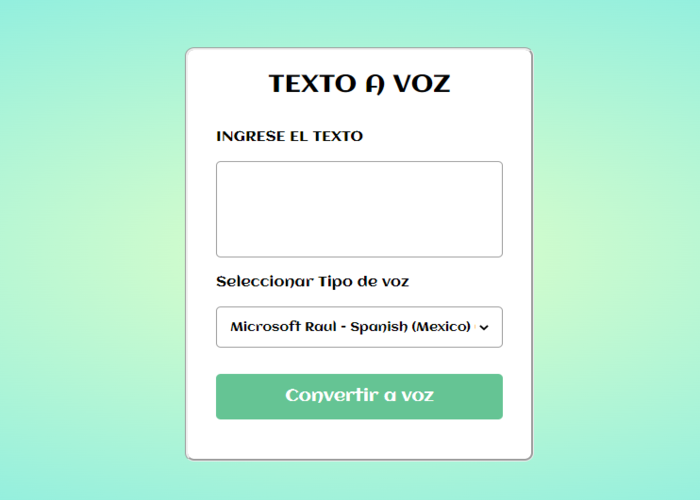 TEXTO A VOZ
INGRESE EL TEXTO
Seleccionar Tipo de voz
Microsoft Raul - Spanish (Mexico)
Convertir a voz